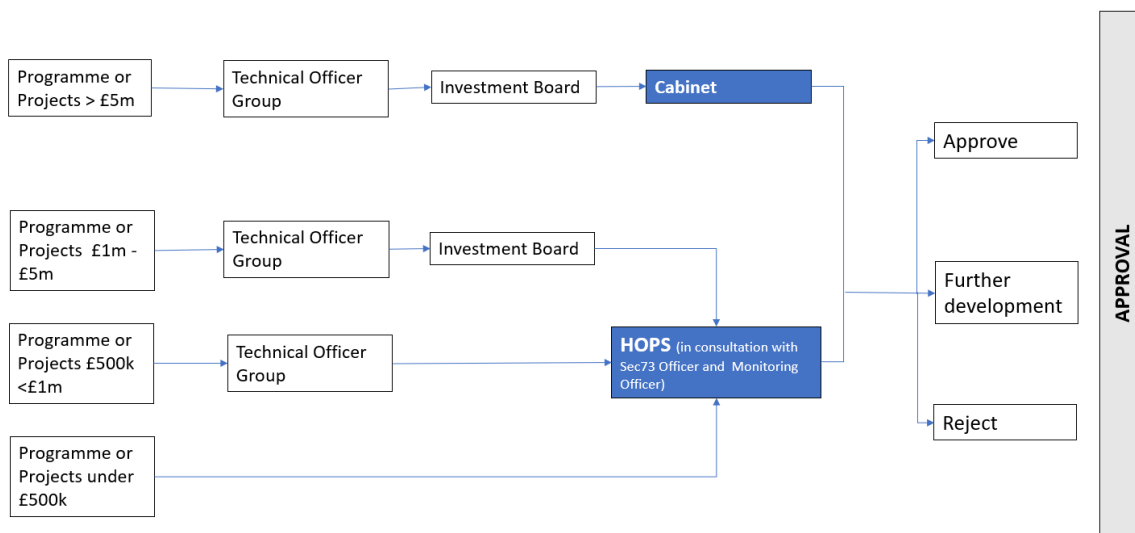 Programme or
Projects > £5m
Technical Officer
Group
Investment Board
Cabinet
Approve
Programme or
Projects  £1m -
£5m
Technical Officer
Group
Investment Board
Further
development
Programme or
Projects £500k
<£1m
Technical Officer
Group
HOPS (in consultation with
Sec73 Officer and  Monitoring
Officer)
Reject
Programme or
Projects under
£500k
APPROVAL